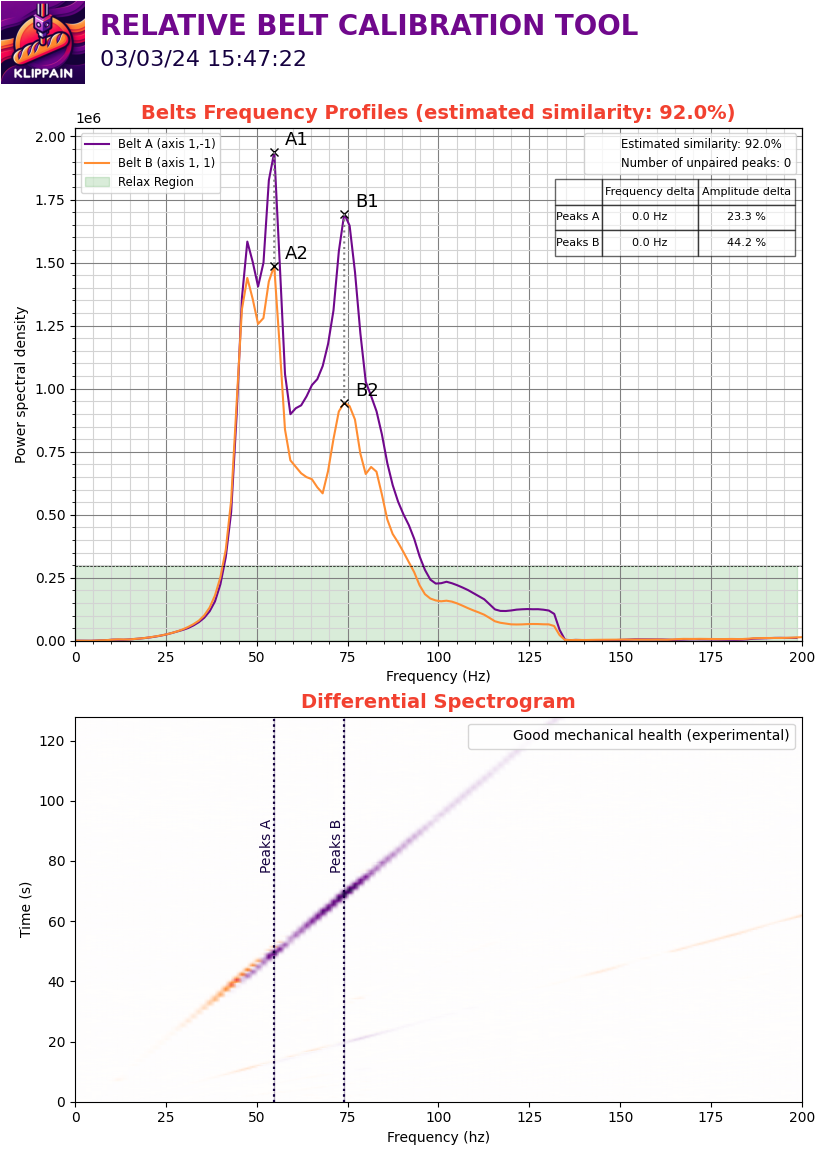 KLIPPAIN
RELATIVE BELT CALIBRATION TOOL
03/03/24 15:47:22
Belts Frequency Profiles (estimated similarity: 92.0%)
1e6
Belt A (axis 1,-1)
Belt B (axis 1, 1)
Relax Region
Estimated similarity: 92.0%
Number of unpaired peaks: 0
Frequency delta Amplitude delta
Peaks A 0.0 Hz 23.3 %
Peaks B 0.0 Hz 44.2 %
A1
A2
B1
B2
2.00
1.75
1.50
1.25
1.00
0.75
0.50
0.25
0.00
Power spectral density
0 25 50 75 100 125 150 175 200
Frequency (Hz)
Differential Spectrogram
Good mechanical health (experimental)
Peaks A
Peaks B
120
100
80
60
40
20
0
Time (s)
0 25 50 75 100 125 150 175 200
Frequency (hz)